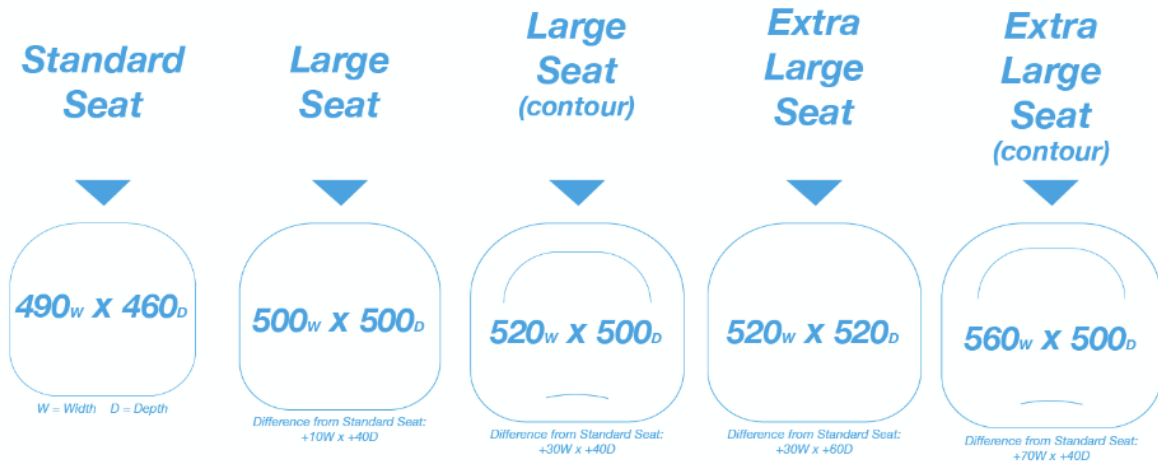 Standard
Seat
490W x 460D
W = Width D = Depth
Large
Seat
500W x 500D
Difference from Standard Seat:
+10W x +40D
Large
Seat
(contour)
520W x 500D
Difference from Standard Seat:
+30W x +40D
Extra
Large
Seat
520W x 520D
Difference from Standard Seat:
+30W x +60D
Extra
Large
Seat
(contour)
560W x 500D
Difference from Standard Seat:
+70W x +40D